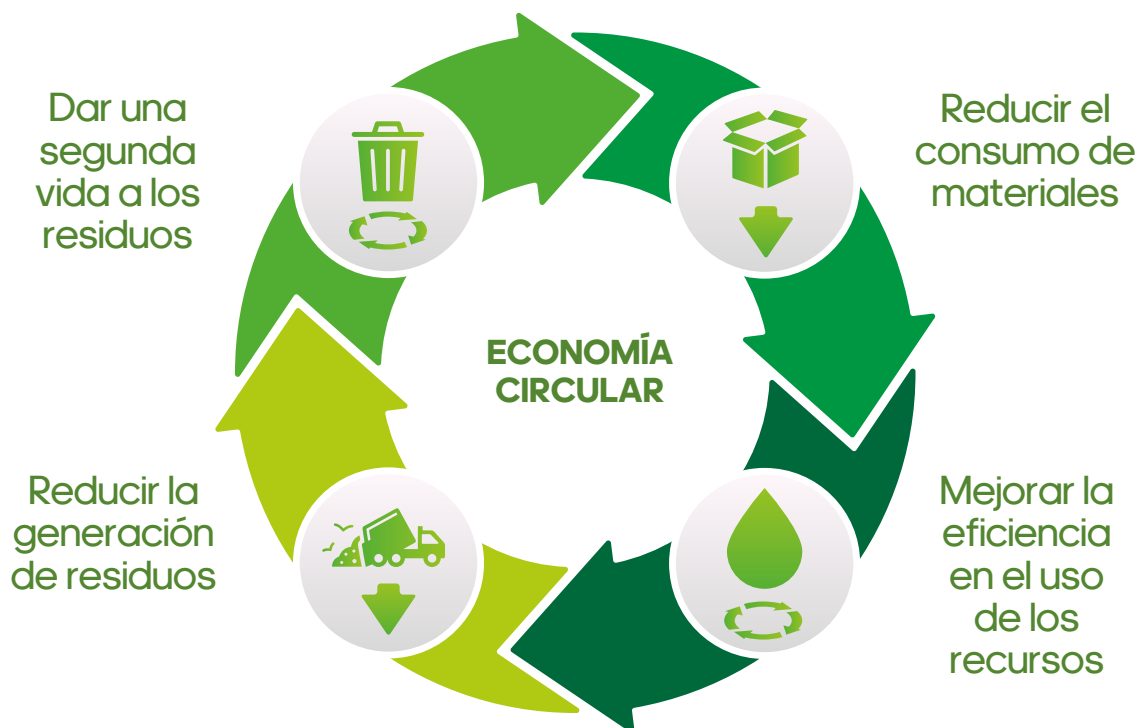 Dar una
segunda
vida a los
residuos
Reducir el
consumo de
materiales
ECONOMÍA
CIRCULAR
Reducir la
generación
de residuos
Mejorar la
eficiencia
en el uso
de los
recursos